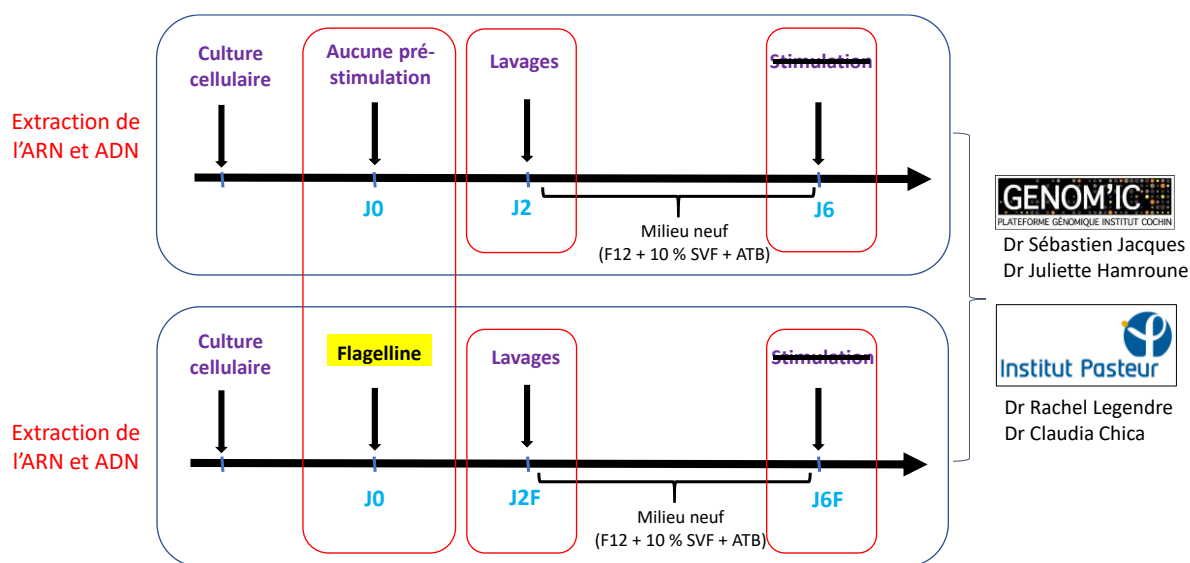 Culture
cellulaire
Aucune pré-
stimulation
Lavages
Stimulation
Extraction de
l'ARN et ADN
J0
J2
J6
Milieu neuf
(F12 + 10 % SVF + ATB)
Culture
cellulaire
Flagelline
Lavages
Stimulation
Extraction de
l'ARN et ADN
J0
J2F
J6F
Milieu neuf
(F12 + 10 % SVF + ATB)
GENOM'IC
PLATEFORME GÉNOMIQUE INSTITUT COCHIN
Dr Sébastien Jacques
Dr Juliette Hamroune
Institut Pasteur
Dr Rachel Legendre
Dr Claudia Chica